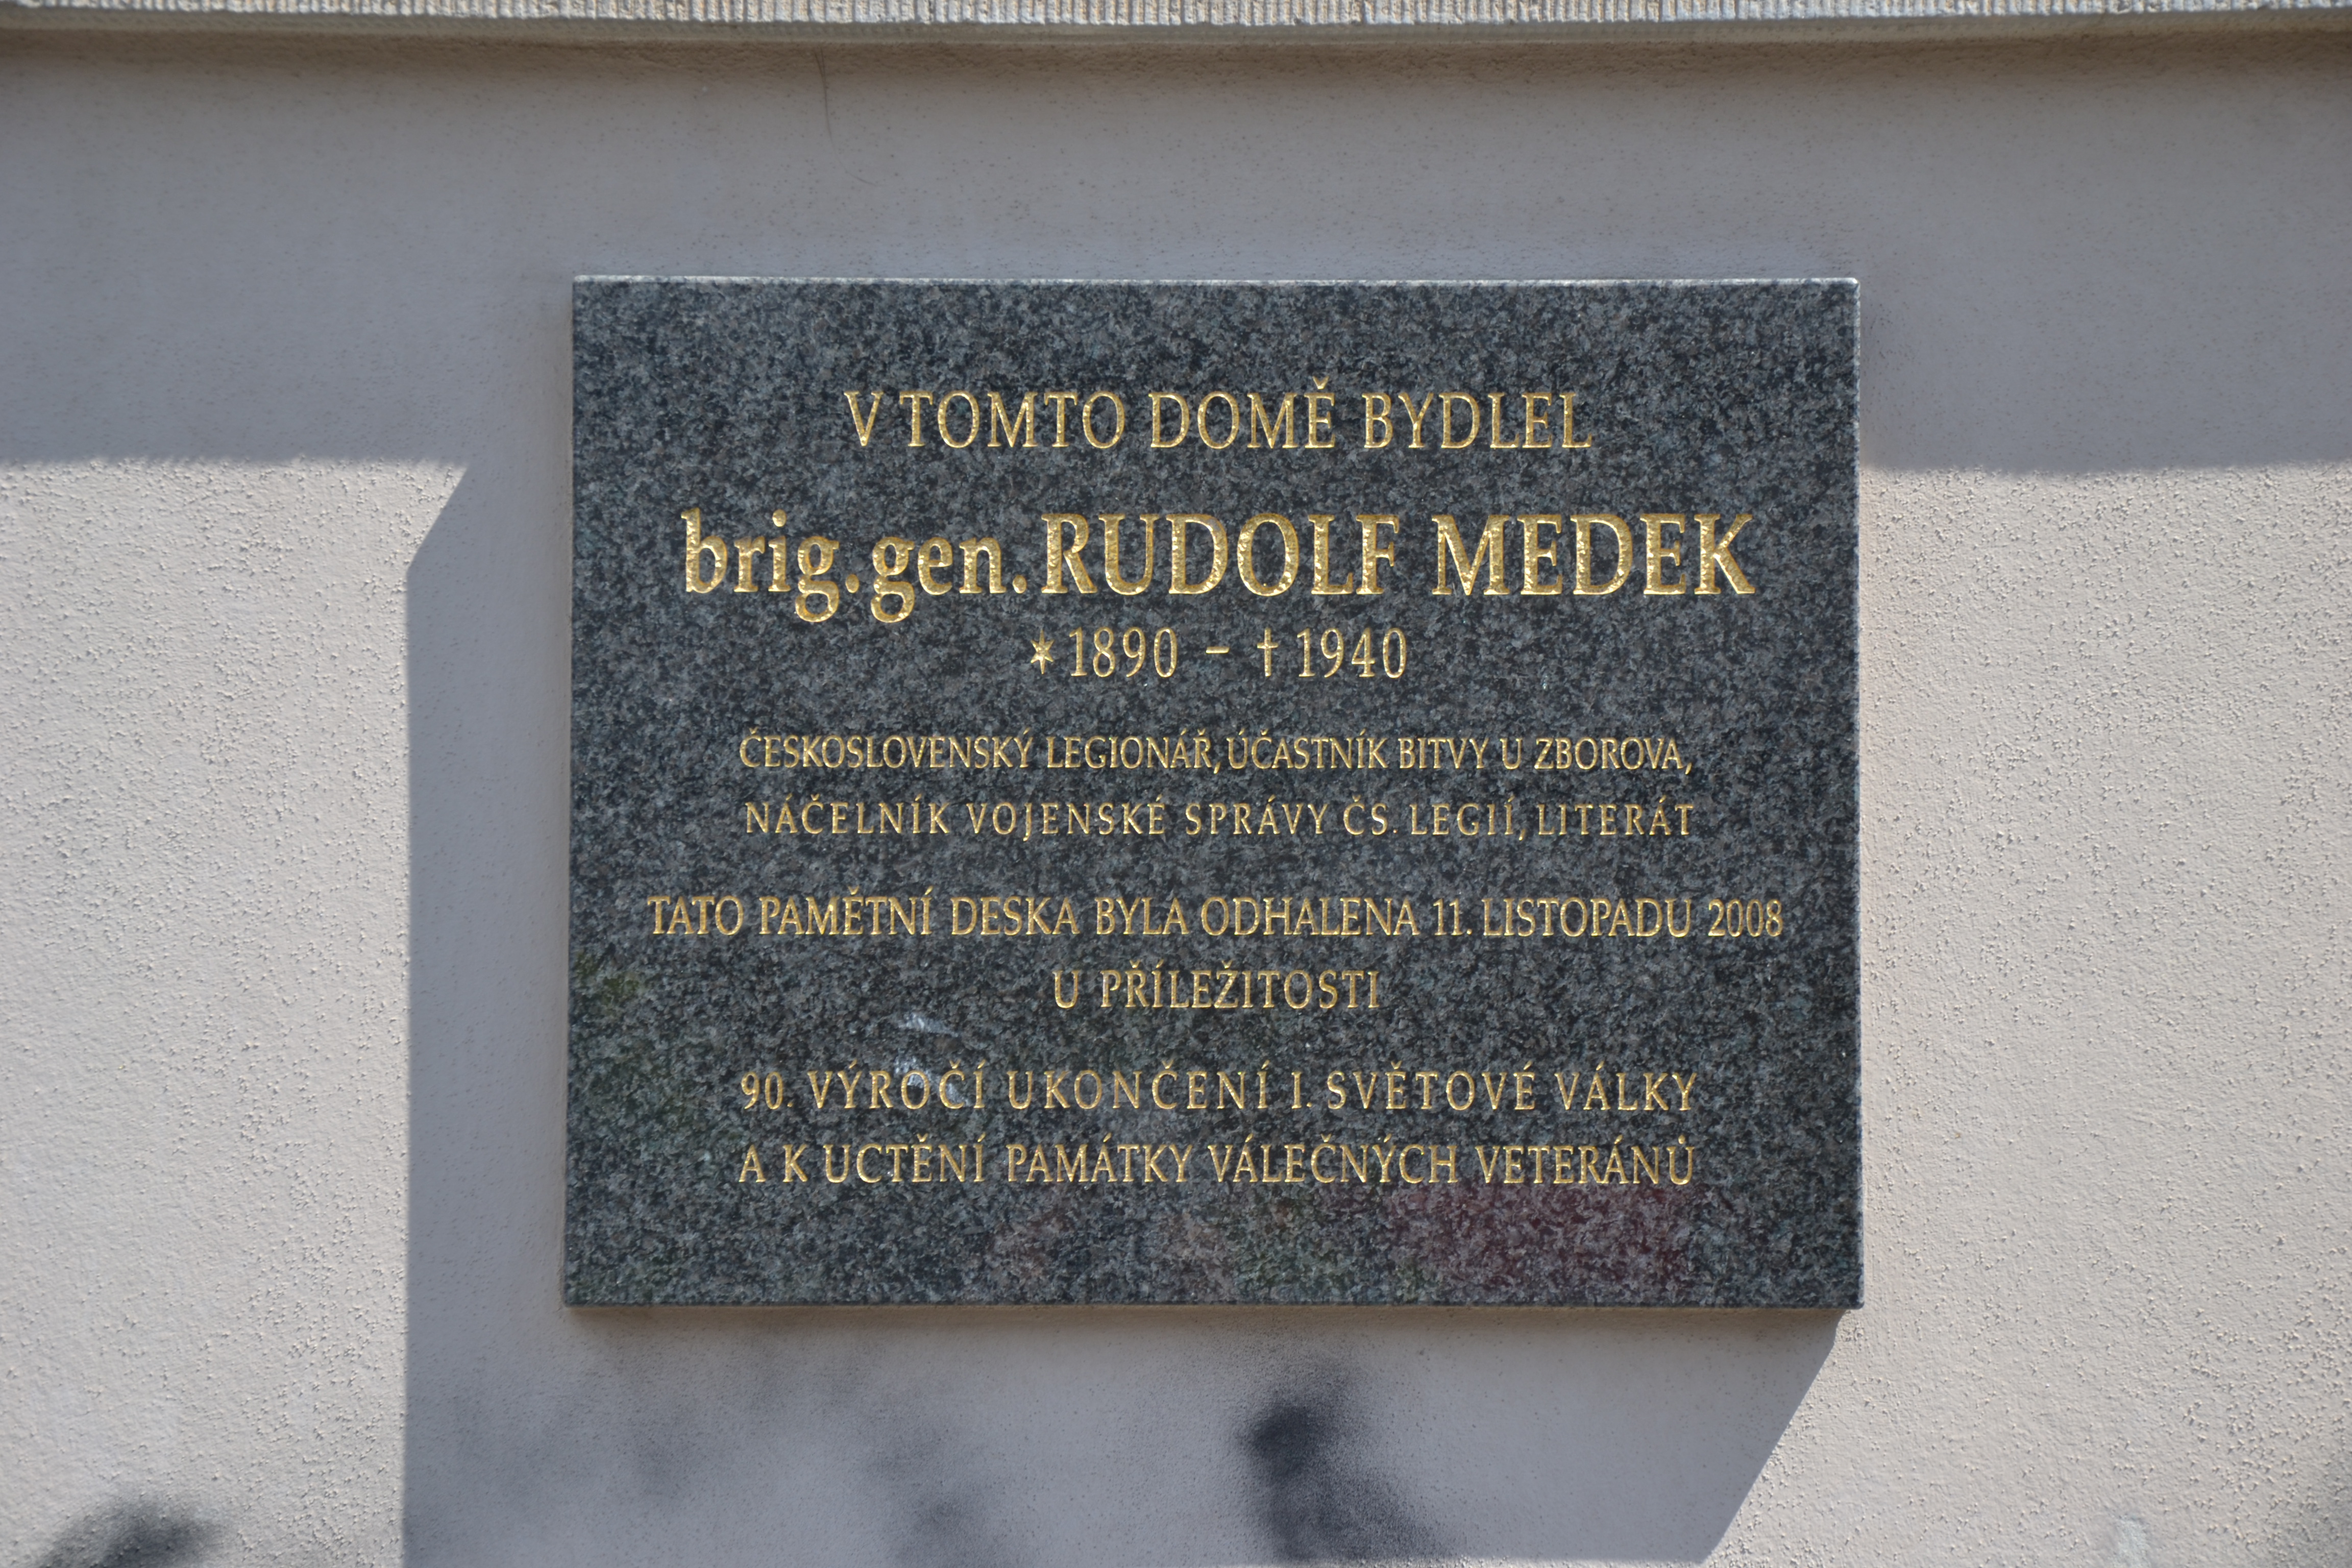 V TOMTO DOMĚ BYDLEL
brig. gen. RUDOLF MEDEK
*1890 - †1940
ČESKOSLOVENSKÝ LEGIONÁŘ, ÚČASTNÍK BITVY U ZBOROVA,
NÁČELNÍK VOJENSKÉ SPRÁVY ČS. LEGIÍ, LITERÁT
TATO PAMĚTNÍ DESKA BYLA ODHALENA 11. LISTOPADU 2008
U PŘÍLEŽITOSTI
90. VÝROČÍ UKONČENÍ I. SVĚTOVÉ VÁLKY
A K UCTĚNÍ PAMÁTKY VÁLEČNÝCH VETERÁNŮ